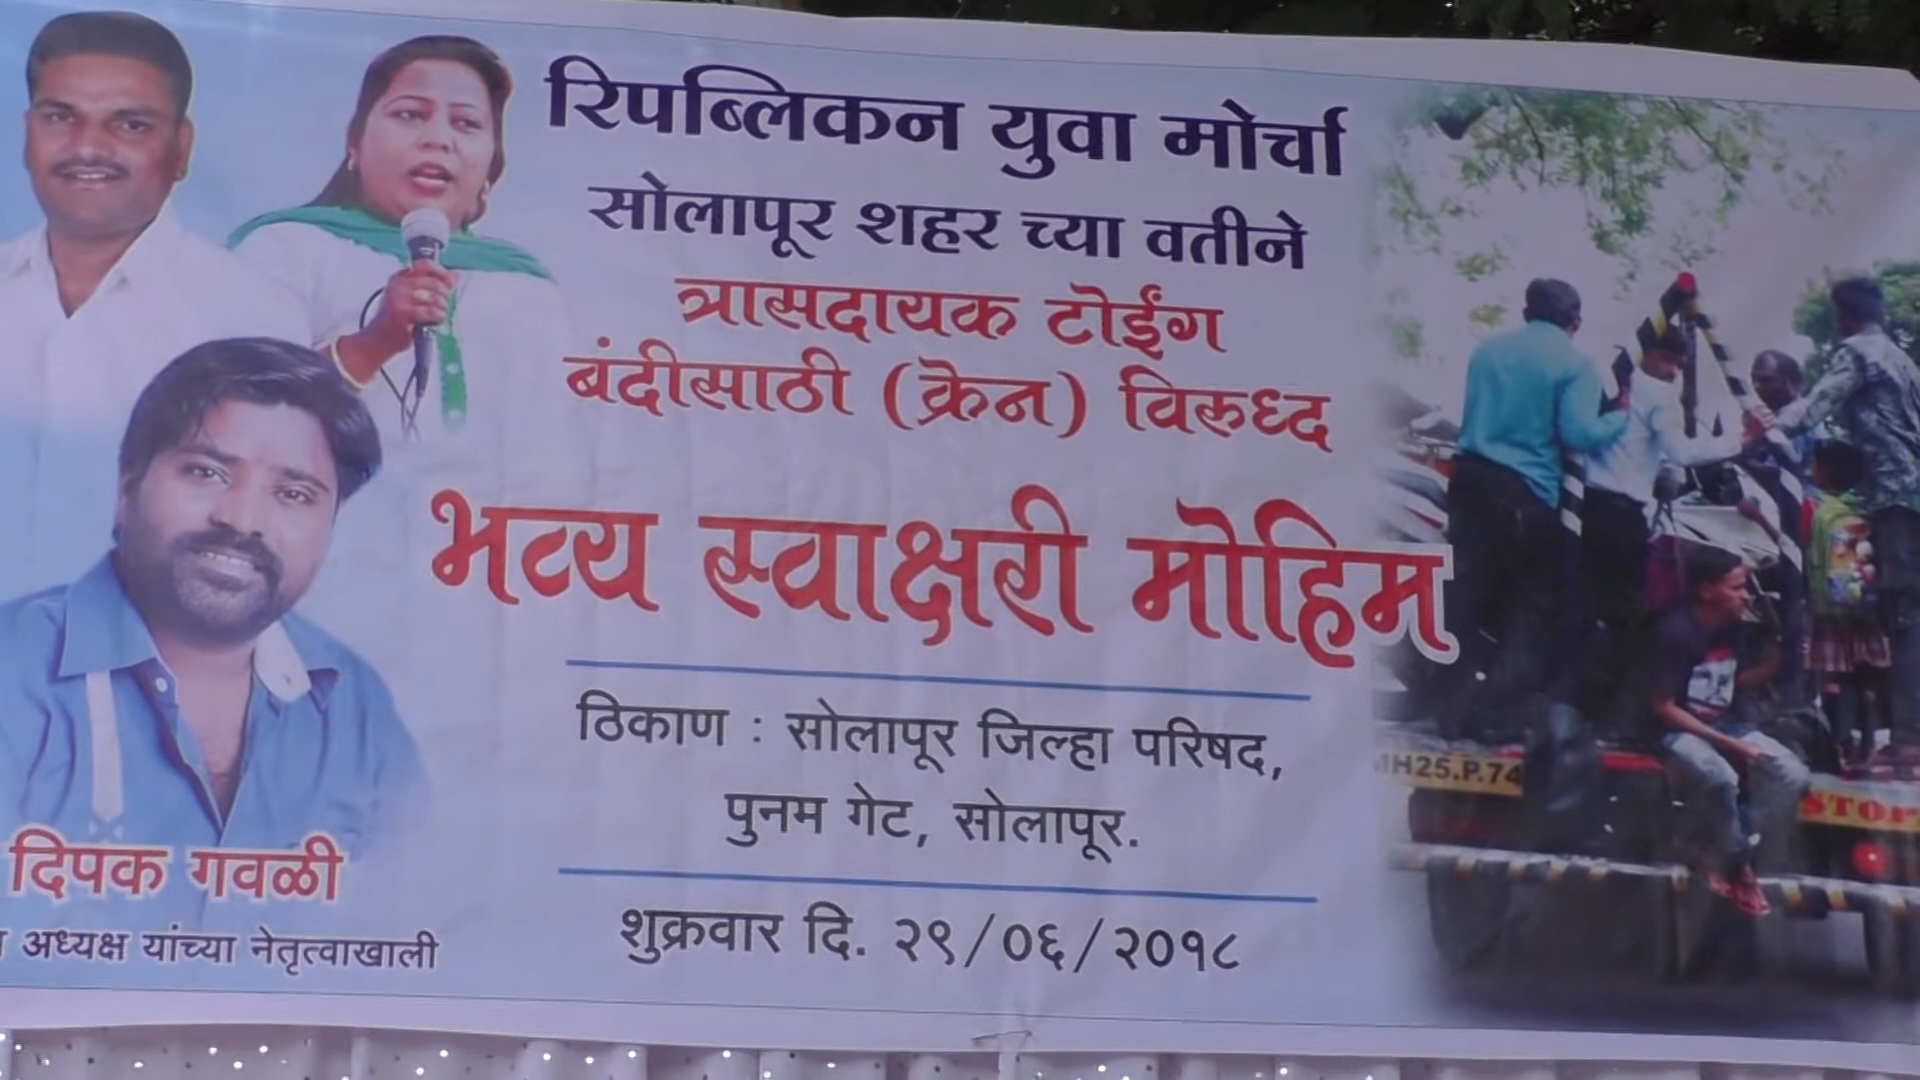 रिपब्लिकन युवा मोर्चा
सोलापूर शहर च्या वतीने
त्रासदायक टोईंग
बंदीसाठी (क्रेन) विरुध्द
भव्य स्वाक्षरी मोहिम
ठिकाण : सोलापूर जिल्हा परिषद,
पुनम गेट, सोलापूर.
शुक्रवार दि. २९/०६/२०१८
दिपक गवळी
अध्यक्ष यांच्या नेतृत्वाखाली
MH25.P.74
STOP